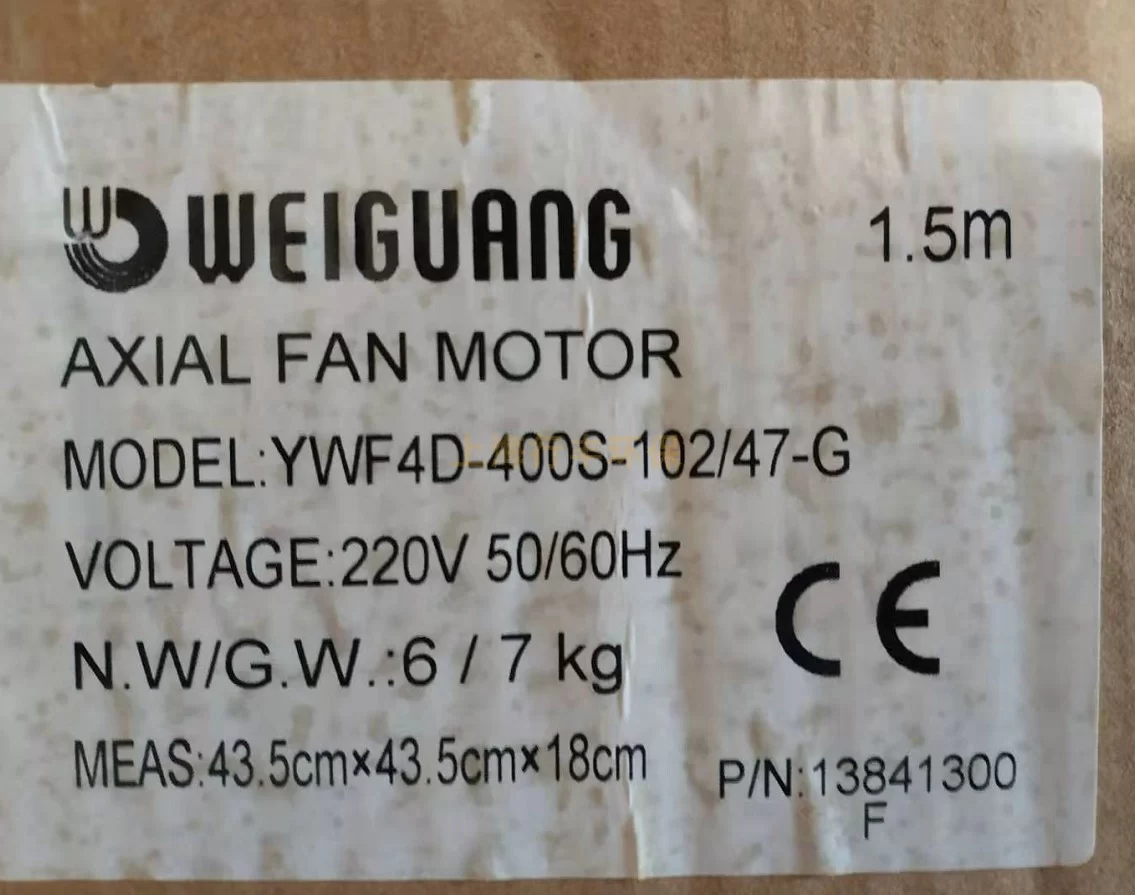 WEIGUANG
1.5m
AXIAL FAN MOTOR
MODEL:YWF4D-400S-102/47-G
VOLTAGE:220V 50/60Hz
N.W/G.W.:6 / 7 kg
CE
MEAS:43.5cm×43.5cm×18cm
P/N:13841300
F